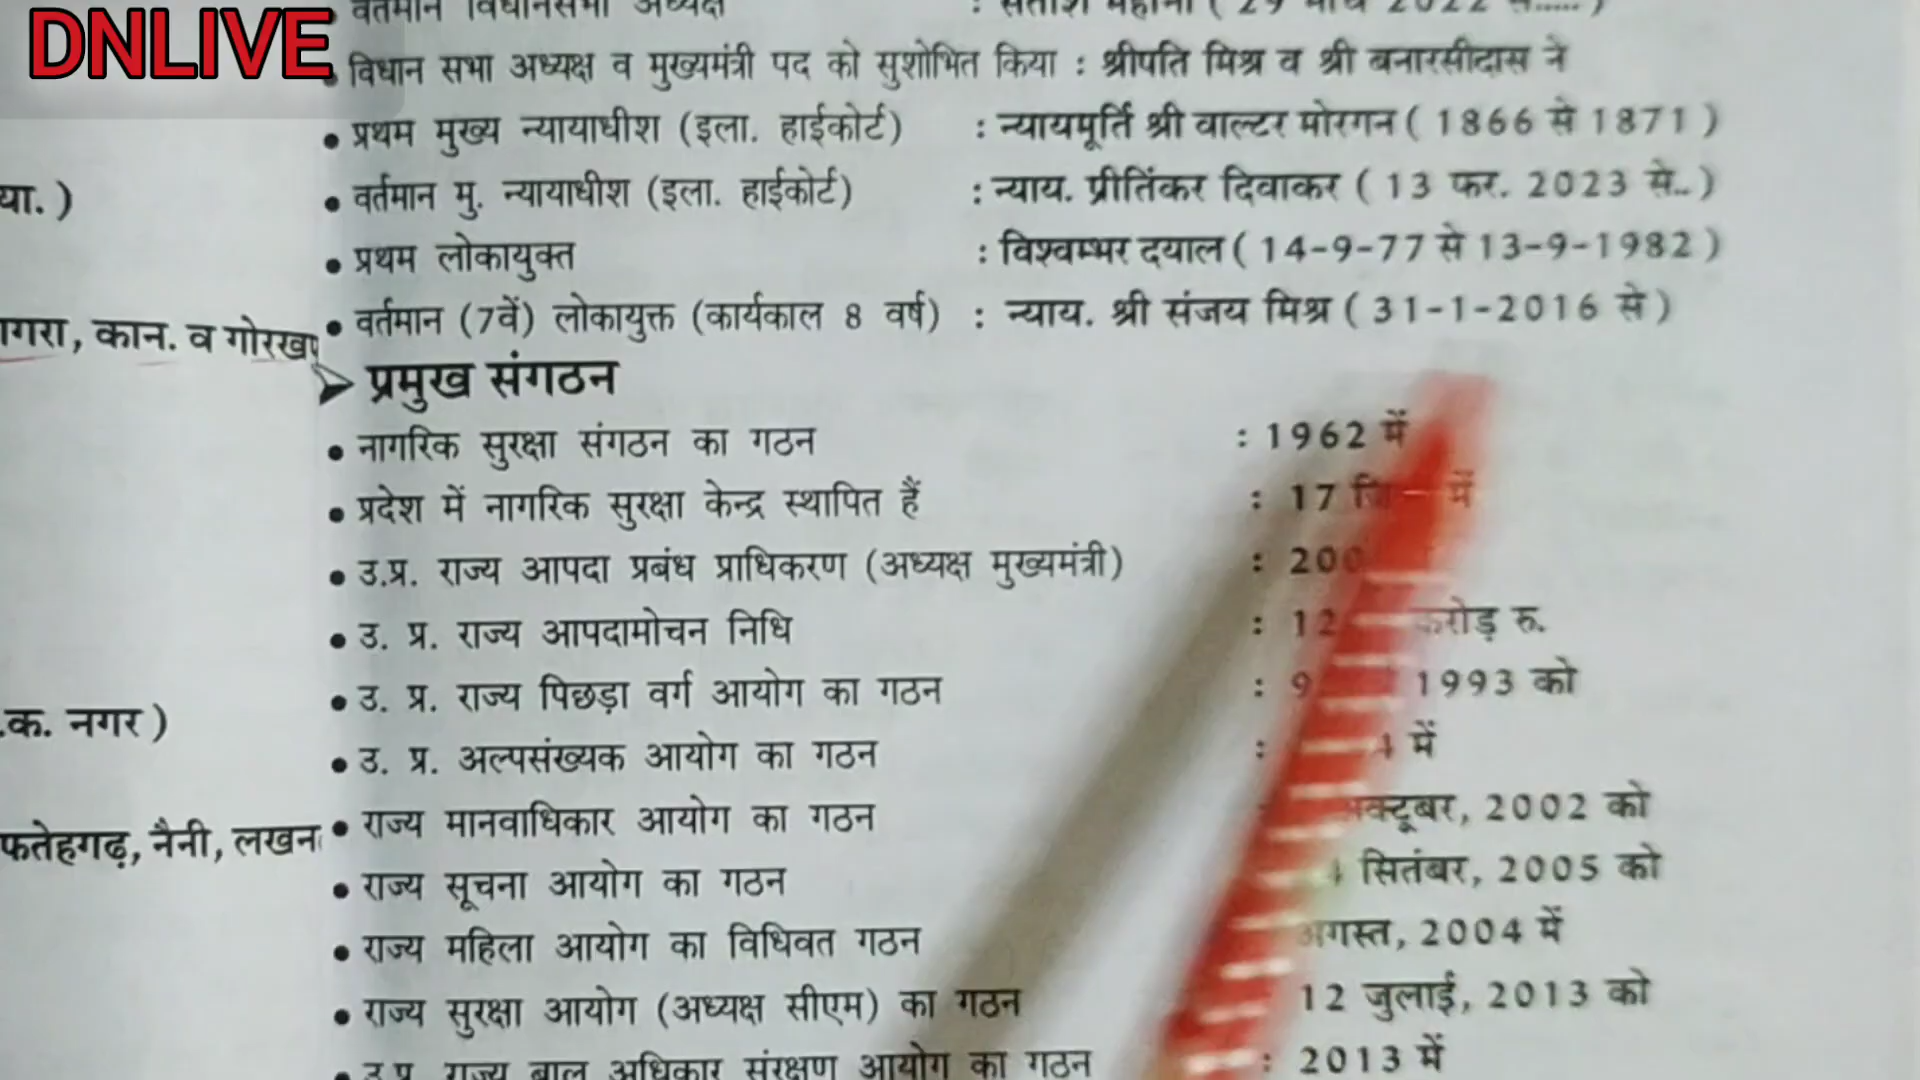 DNLIVE
वर्तमान विधानसभा अध्यक्ष : सतीश महाना ( 29 मार्च 2022 से..... )
• विधान सभा अध्यक्ष व मुख्यमंत्री पद को सुशोभित किया : श्रीपति मिश्र व श्री बनारसीदास ने
• प्रथम मुख्य न्यायाधीश (इला. हाईकोर्ट) : न्यायमूर्ति श्री वाल्टर मोरगन ( 1866 से 1871 )
या. ) • वर्तमान मु. न्यायाधीश (इला. हाईकोर्ट) : न्याय. प्रीतिंकर दिवाकर ( 13 फर. 2023 से.. )
• प्रथम लोकायुक्त : विश्वम्भर दयाल ( 14-9-77 से 13-9-1982 )
गरा, कान. व गोरखप • वर्तमान (7वें) लोकायुक्त (कार्यकाल 8 वर्ष) : न्याय. श्री संजय मिश्र ( 31-1-2016 से )
➢ प्रमुख संगठन
• नागरिक सुरक्षा संगठन का गठन : 1962 में
• प्रदेश में नागरिक सुरक्षा केन्द्र स्थापित हैं : 17 में
• उ.प्र. राज्य आपदा प्रबंध प्राधिकरण (अध्यक्ष मुख्यमंत्री) : 200
• उ. प्र. राज्य आपदामोचन निधि : 12 करोड़ रु.
• उ. प्र. राज्य पिछड़ा वर्ग आयोग का गठन : 9 1993 को
.क. नगर )
• उ. प्र. अल्पसंख्यक आयोग का गठन : 4 में
• राज्य मानवाधिकार आयोग का गठन अक्टूबर, 2002 को
फतेहगढ़, नैनी, लखन
• राज्य सूचना आयोग का गठन 4 सितंबर, 2005 को
• राज्य महिला आयोग का विधिवत गठन अगस्त, 2004 में
• राज्य सुरक्षा आयोग (अध्यक्ष सीएम) का गठन 12 जुलाई, 2013 को
• उ.प्र. राज्य बाल अधिकार संरक्षण आयोग का गठन : 2013 में